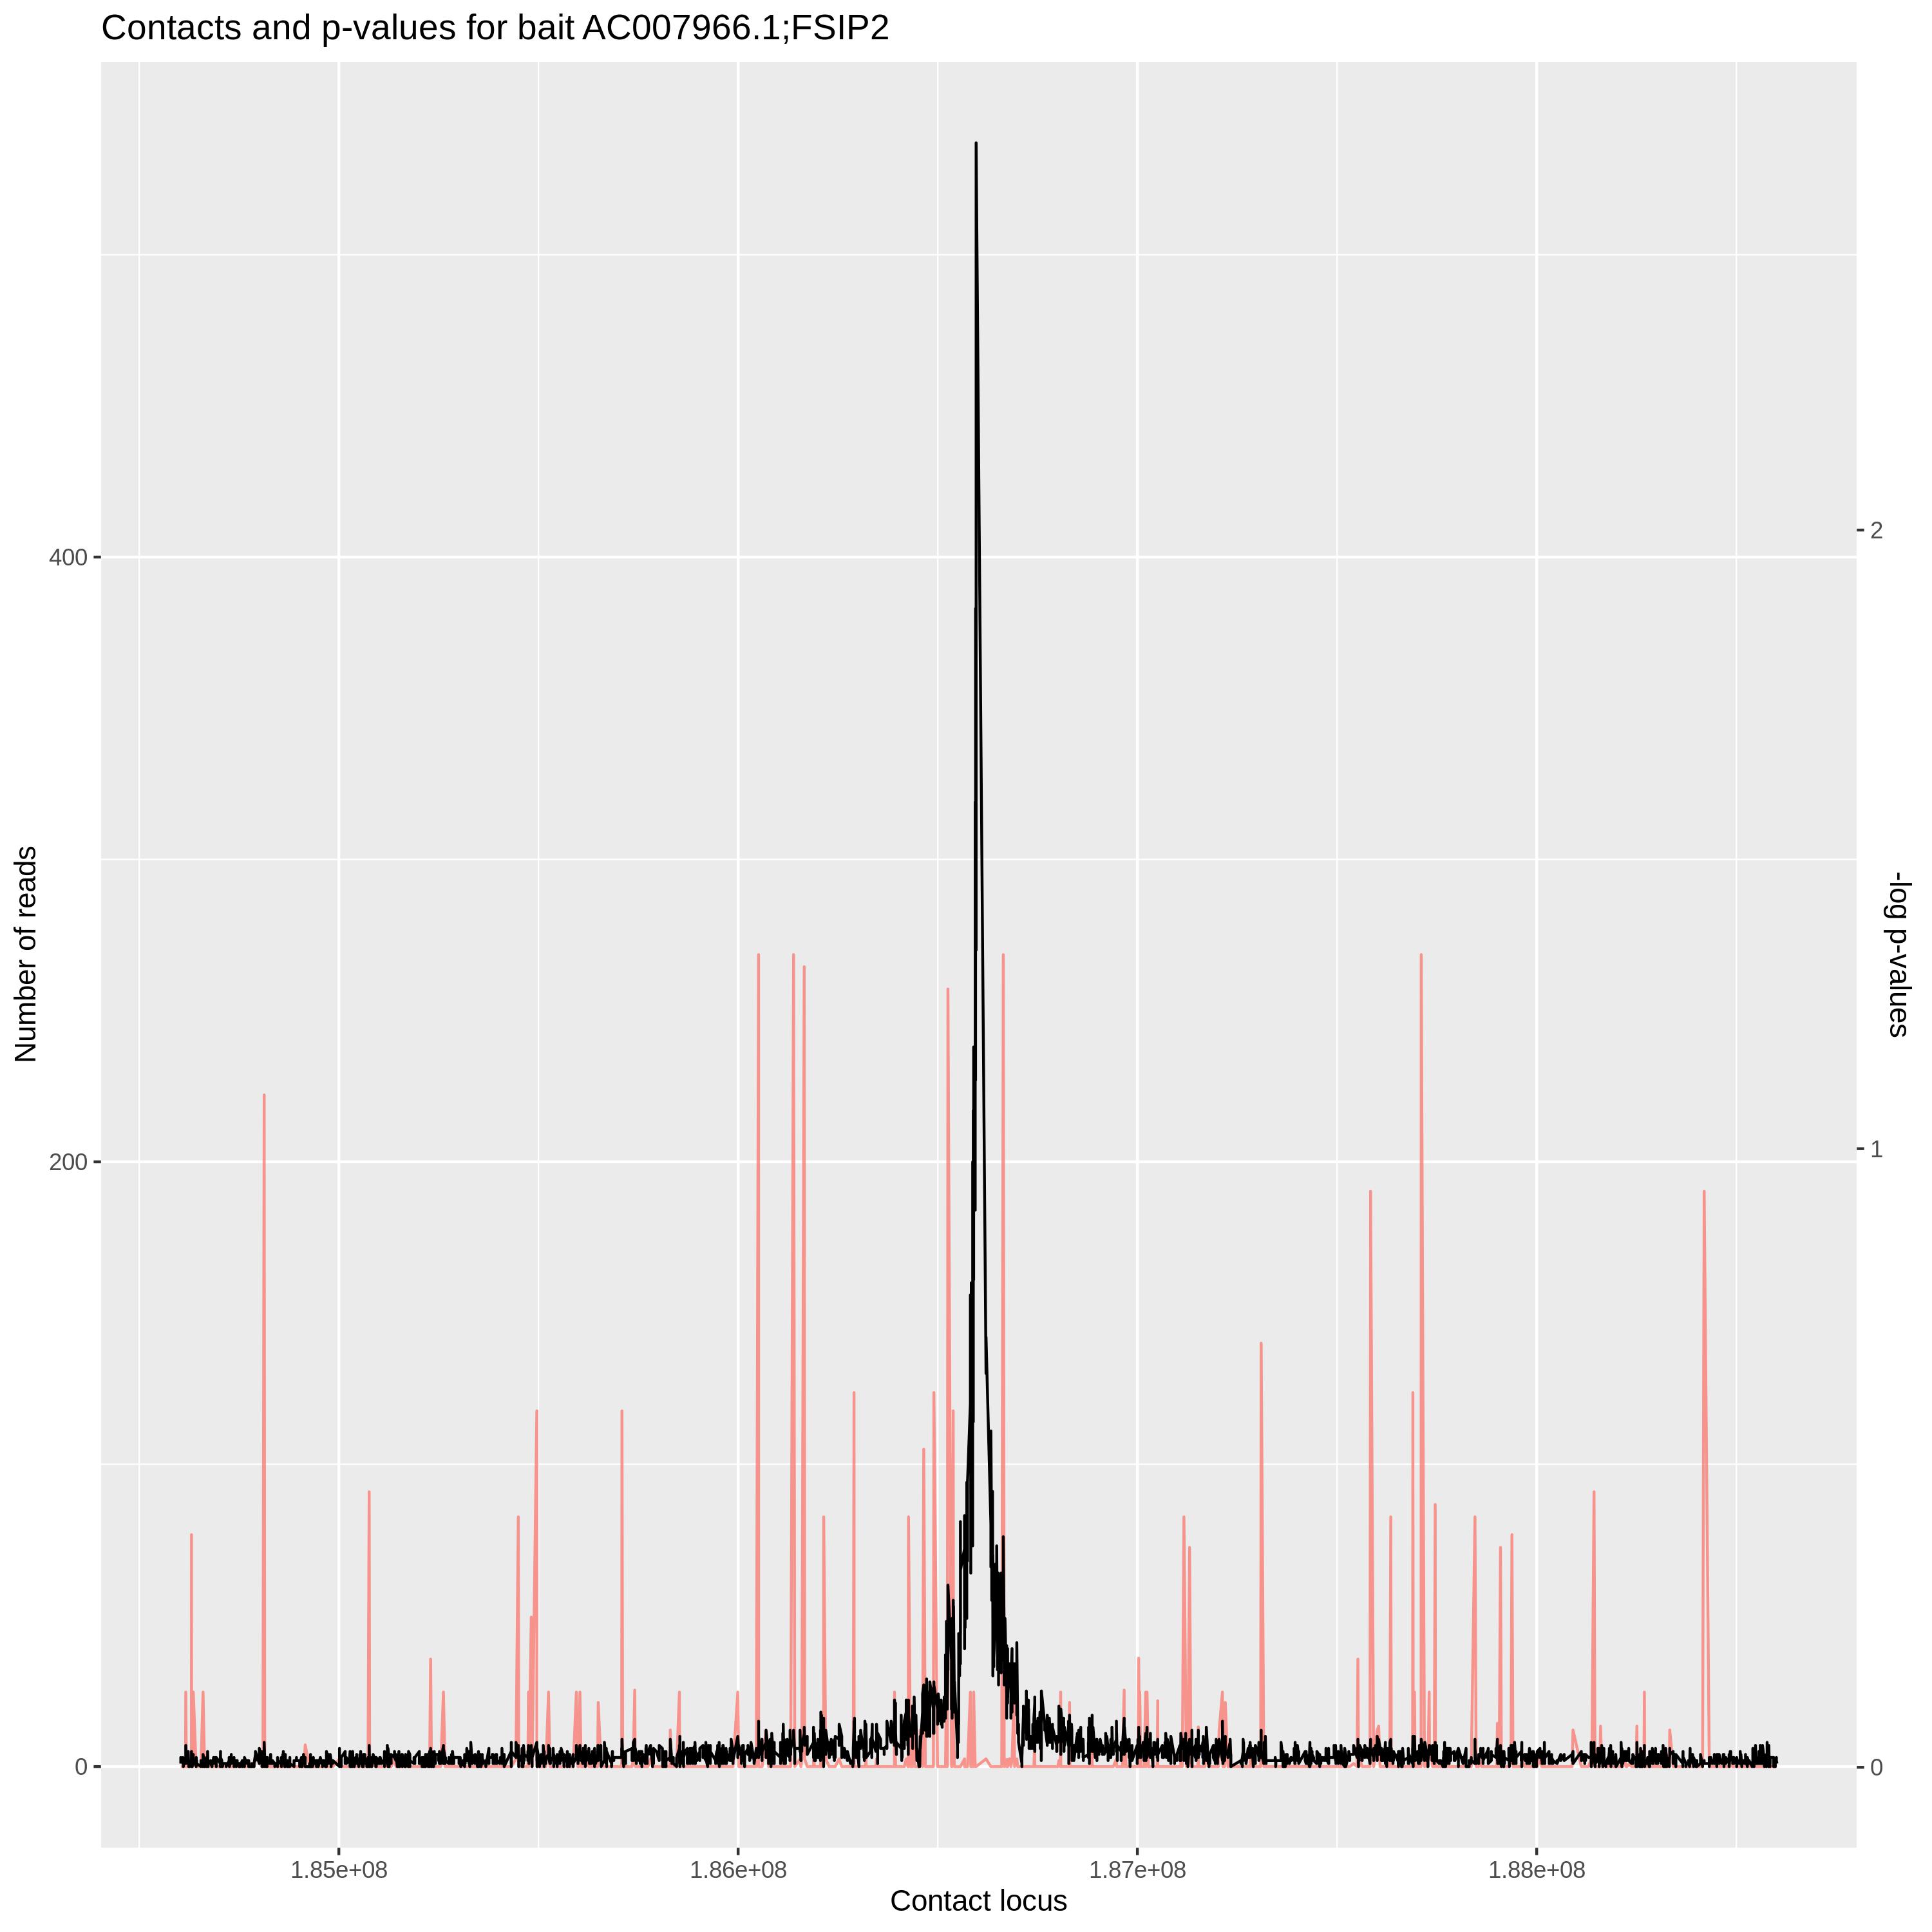 Contacts and p-values for bait AC007966.1;FSIP2
Number of reads
400
200
0
2
1
0
-log p-values
1.85e+08
1.86e+08
1.87e+08
1.88e+08
Contact locus